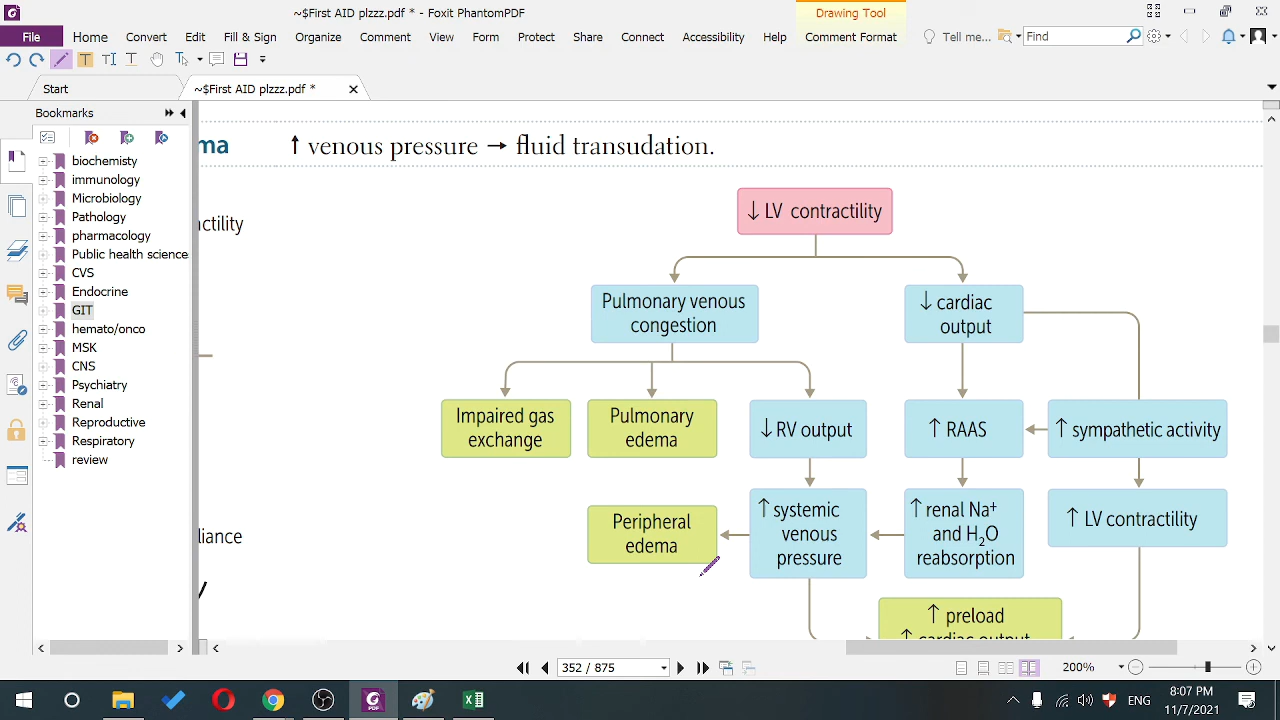 ~$First AID plzzz.pdf * - Foxit PhantomPDF
Drawing Tool
File
Home
Convert
Edit
Fill & Sign
Organize
Comment
View
Form
Protect
Share
Connect
Accessibility
Help
Comment Format
Tell me...
Find
Start
~$First AID plzzz.pdf *
Bookmarks
biochemistry
immunology
Microbiology
Pathology
pharmacology
Public health science
CVS
Endocrine
GIT
hemato/onco
MSK
CNS
Psychiatry
Renal
Reproductive
Respiratory
review
ma
↑ venous pressure → fluid transudation.
actility
liance
↓ LV contractility
Pulmonary venous
congestion
↓ cardiac
output
Impaired gas
exchange
Pulmonary
edema
↓ RV output
↑ RAAS
↑ sympathetic activity
Peripheral
edema
↑ systemic
venous
pressure
↑ renal Na⁺
and H₂O
reabsorption
↑ LV contractility
↑ preload
↑ cardiac output
352 / 875
200%
8:07 PM
11/7/2021